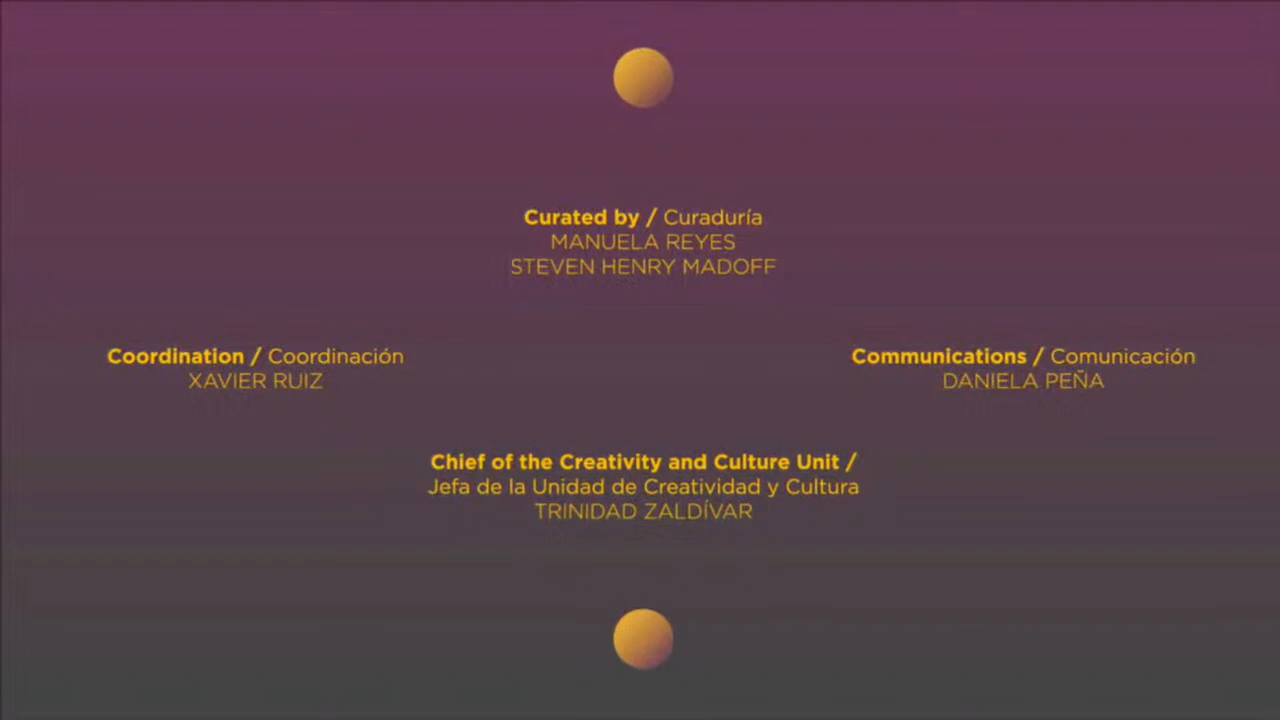 Curated by / Curaduría
MANUELA REYES
STEVEN HENRY MADOFF
Coordination / Coordinación
XAVIER RUIZ
Communications / Comunicación
DANIELA PEÑA
Chief of the Creativity and Culture Unit /
Jefa de la Unidad de Creatividad y Cultura
TRINIDAD ZALDÍVAR